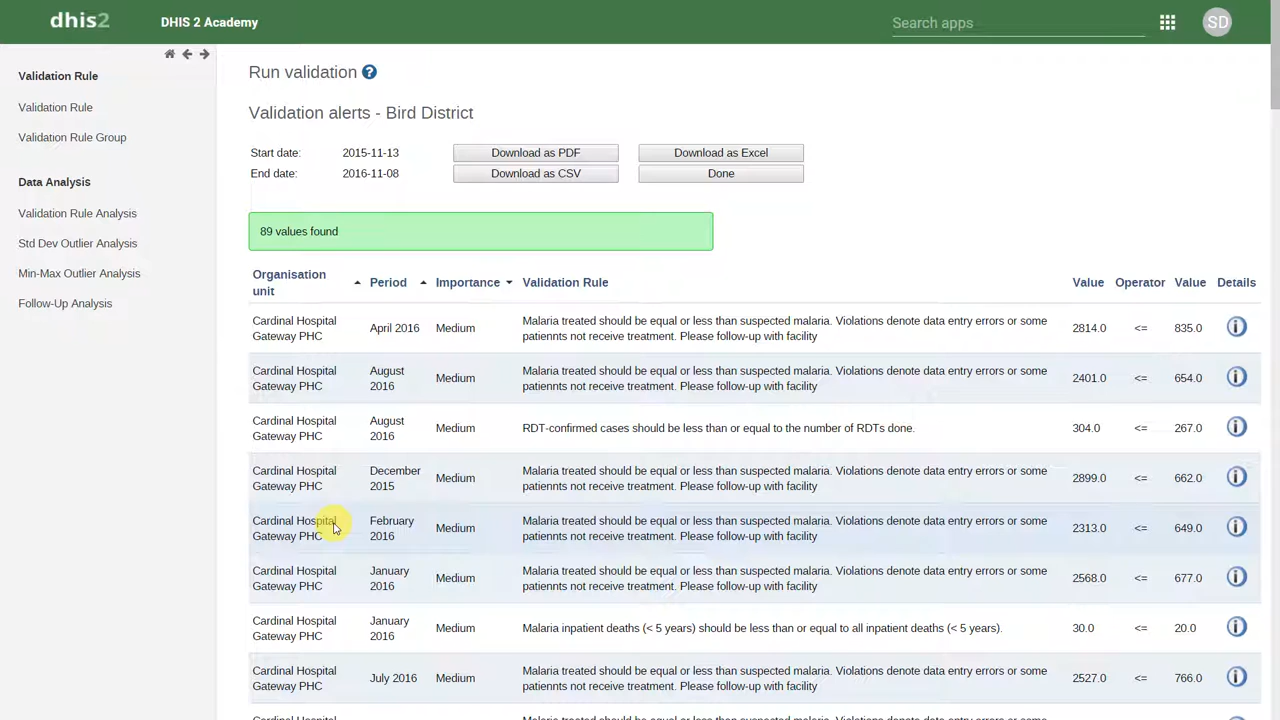 dhis2
DHIS 2 Academy
Search apps
SD
Validation Rule
Validation Rule
Validation Rule Group
Data Analysis
Validation Rule Analysis
Std Dev Outlier Analysis
Min-Max Outlier Analysis
Follow-Up Analysis
Run validation ?
Validation alerts - Bird District
Start date: 2015-11-13 Download as PDF Download as Excel
End date: 2016-11-08 Download as CSV Done
89 values found
Organisation
unit Period Importance Validation Rule Value Operator Value Details
Cardinal Hospital
Gateway PHC
April 2016
Medium
Malaria treated should be equal or less than suspected malaria. Violations denote data entry errors or some
patiennts not receive treatment. Please follow-up with facility
2814.0 <= 835.0
Cardinal Hospital
Gateway PHC
August
2016
Medium
Malaria treated should be equal or less than suspected malaria. Violations denote data entry errors or some
patiennts not receive treatment. Please follow-up with facility
2401.0 <= 654.0
Cardinal Hospital
Gateway PHC
August
2016
Medium
RDT-confirmed cases should be less than or equal to the number of RDTs done.
304.0 <= 267.0
Cardinal Hospital
Gateway PHC
December
2015
Medium
Malaria treated should be equal or less than suspected malaria. Violations denote data entry errors or some
patiennts not receive treatment. Please follow-up with facility
2899.0 <= 662.0
Cardinal Hospital
Gateway PHC
February
2016
Medium
Malaria treated should be equal or less than suspected malaria. Violations denote data entry errors or some
patiennts not receive treatment. Please follow-up with facility
2313.0 <= 649.0
Cardinal Hospital
Gateway PHC
January
2016
Medium
Malaria treated should be equal or less than suspected malaria. Violations denote data entry errors or some
patiennts not receive treatment. Please follow-up with facility
2568.0 <= 677.0
Cardinal Hospital
Gateway PHC
January
2016
Medium
Malaria inpatient deaths (< 5 years) should be less than or equal to all inpatient deaths (< 5 years).
30.0 <= 20.0
Cardinal Hospital
Gateway PHC
July 2016
Medium
Malaria treated should be equal or less than suspected malaria. Violations denote data entry errors or some
patiennts not receive treatment. Please follow-up with facility
2527.0 <= 766.0